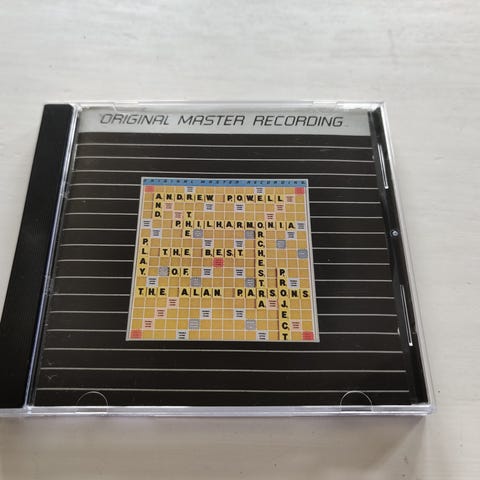 ORIGINAL MASTER RECORDING
ORIGINAL MASTER RECORDING
ANDREW POWELL
AND
THE
PHILHARMONIA
ORCHESTRA
PLAY
THE BEST
OF
THE ALAN PARSONS
PROJECT